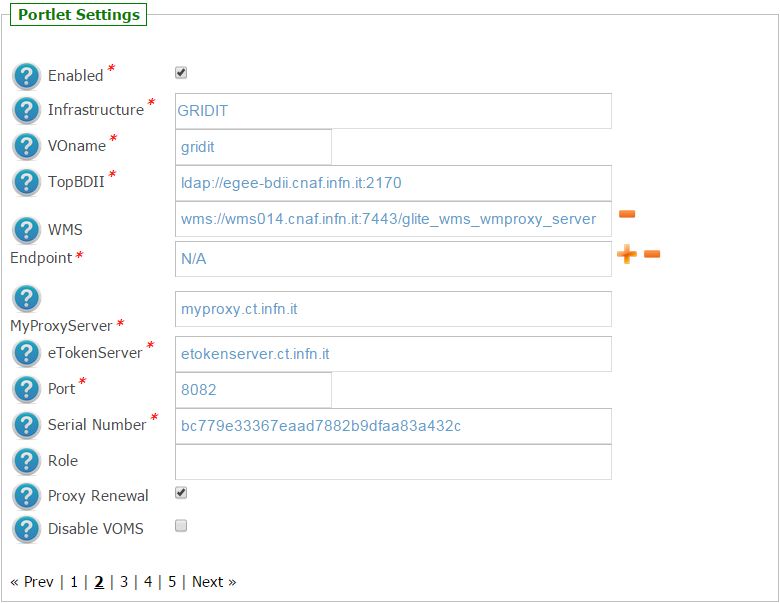 Portlet Settings
? Enabled *
? Infrastructure * GRIDIT
? VOname * gridit
? TopBDII * ldap://egee-bdii.cnaf.infn.it:2170
wms://wms014.cnaf.infn.it:7443/glite_wms_wmproxy_server
? WMS
Endpoint * N/A
?
MyProxyServer * myproxy.ct.infn.it
? eTokenServer * etokenserver.ct.infn.it
? Port * 8082
? Serial Number * bc779e33367eaad7882b9dfaa83a432c
? Role
? Proxy Renewal
? Disable VOMS
« Prev | 1 | 2 | 3 | 4 | 5 | Next »